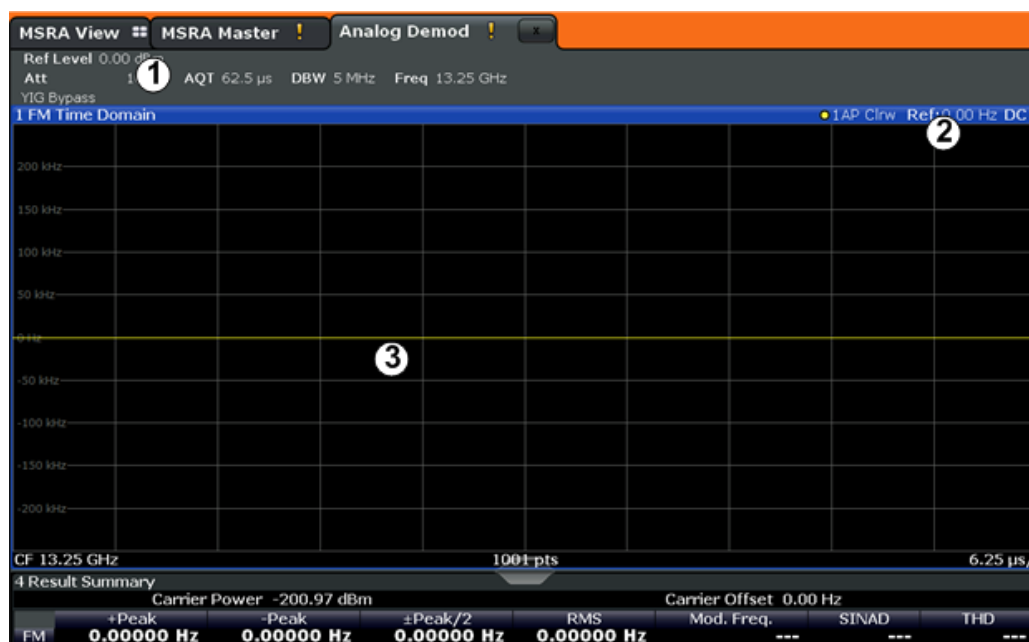 MSRA View MSRA Master ! Analog Demod ! x
Ref Level 0.00 dBm
Att 1 AQT 62.5 µs DBW 5 MHz Freq 13.25 GHz
1
YIG Bypass
1 FM Time Domain 1AP Clrw Ref: 0.00 Hz DC
2
200 kHz
150 kHz
100 kHz
50 kHz
0 Hz
3
-50 kHz
-100 kHz
-150 kHz
-200 kHz
CF 13.25 GHz 1001 pts 6.25 µs/
4 Result Summary
Carrier Power -200.97 dBm Carrier Offset 0.00 Hz
+Peak -Peak ±Peak/2 RMS Mod. Freq. SINAD THD
FM 0.00000 Hz 0.00000 Hz 0.00000 Hz 0.00000 Hz --- --- ---